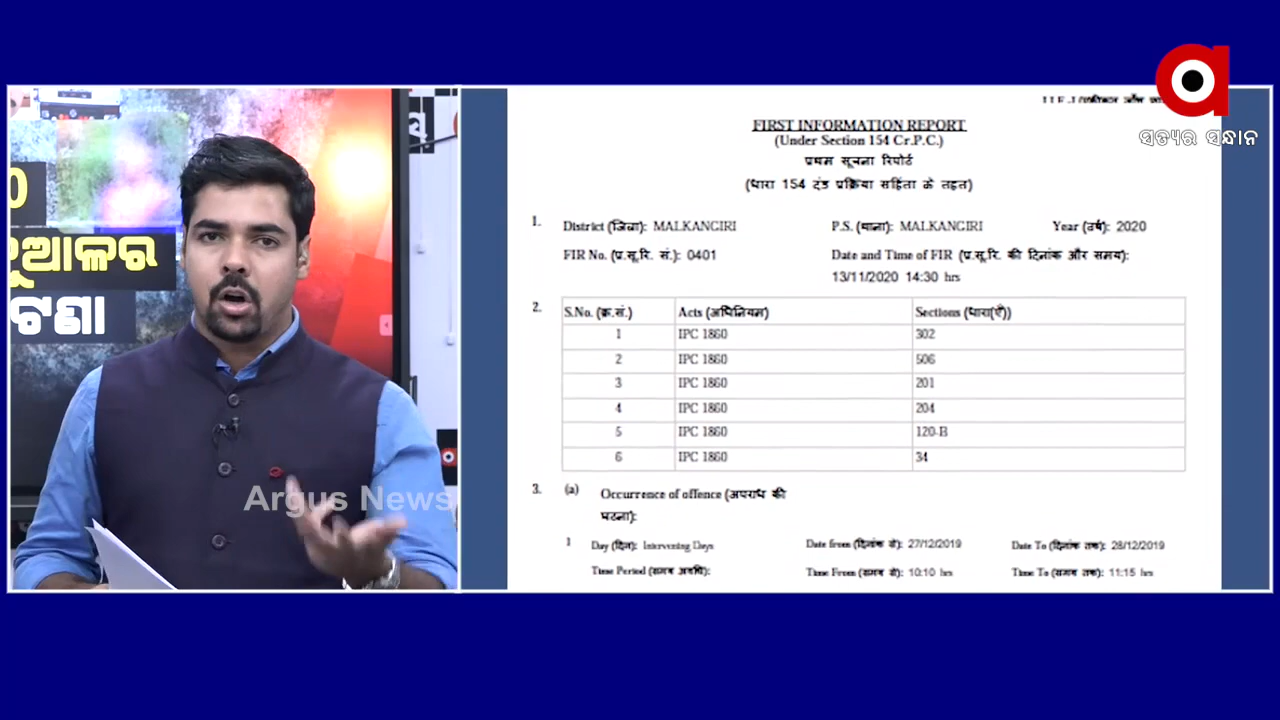 ସତ୍ୟର ସନ୍ଧାନ
ଘଟଣା
Argus News
FIRST INFORMATION REPORT
(Under Section 154 Cr.P.C.)
प्रथम सूचना रिपोर्ट
(धारा 154 दंड प्रक्रिया संहिता के तहत)
1. District (जिला): MALKANGIRI P.S. (थाना): MALKANGIRI Year (वर्ष): 2020
FIR No. (प्र.सू.रि. सं.): 0401 Date and Time of FIR (प्र.सू.रि. की दिनांक और समय):
13/11/2020 14:30 hrs
2. S.No. (क्र.सं.) Acts (अधिनियम) Sections (धारा(एँ))
1 IPC 1860 302
2 IPC 1860 506
3 IPC 1860 201
4 IPC 1860 204
5 IPC 1860 120-B
6 IPC 1860 34
3. (a) Occurrence of offence (अपराध की
घटना):
1 Day (दिन): Intervening Days Date from (दिनांक से): 27/12/2019 Date To (दिनांक तक): 28/12/2019
Time Period (समय अवधि): Time From (समय से): 10:10 hrs Time To (समय तक): 11:15 hrs